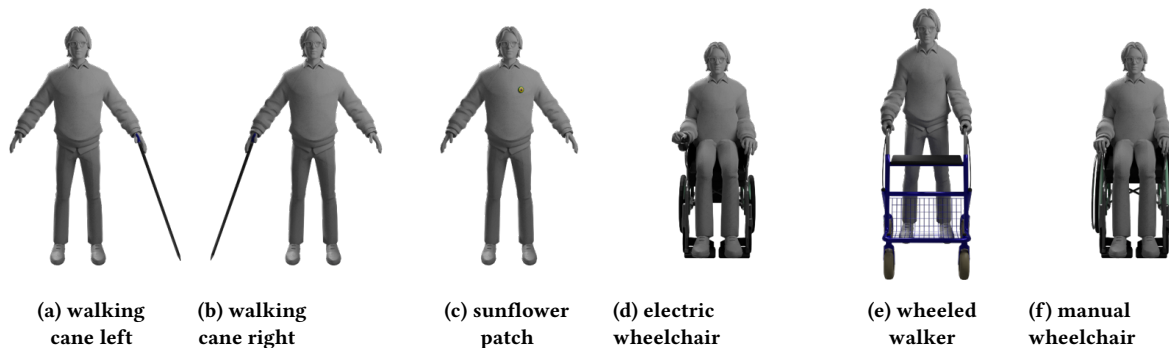 (a) walking
cane left
(b) walking
cane right
(c) sunflower
patch
(d) electric
wheelchair
(e) wheeled
walker
(f) manual
wheelchair